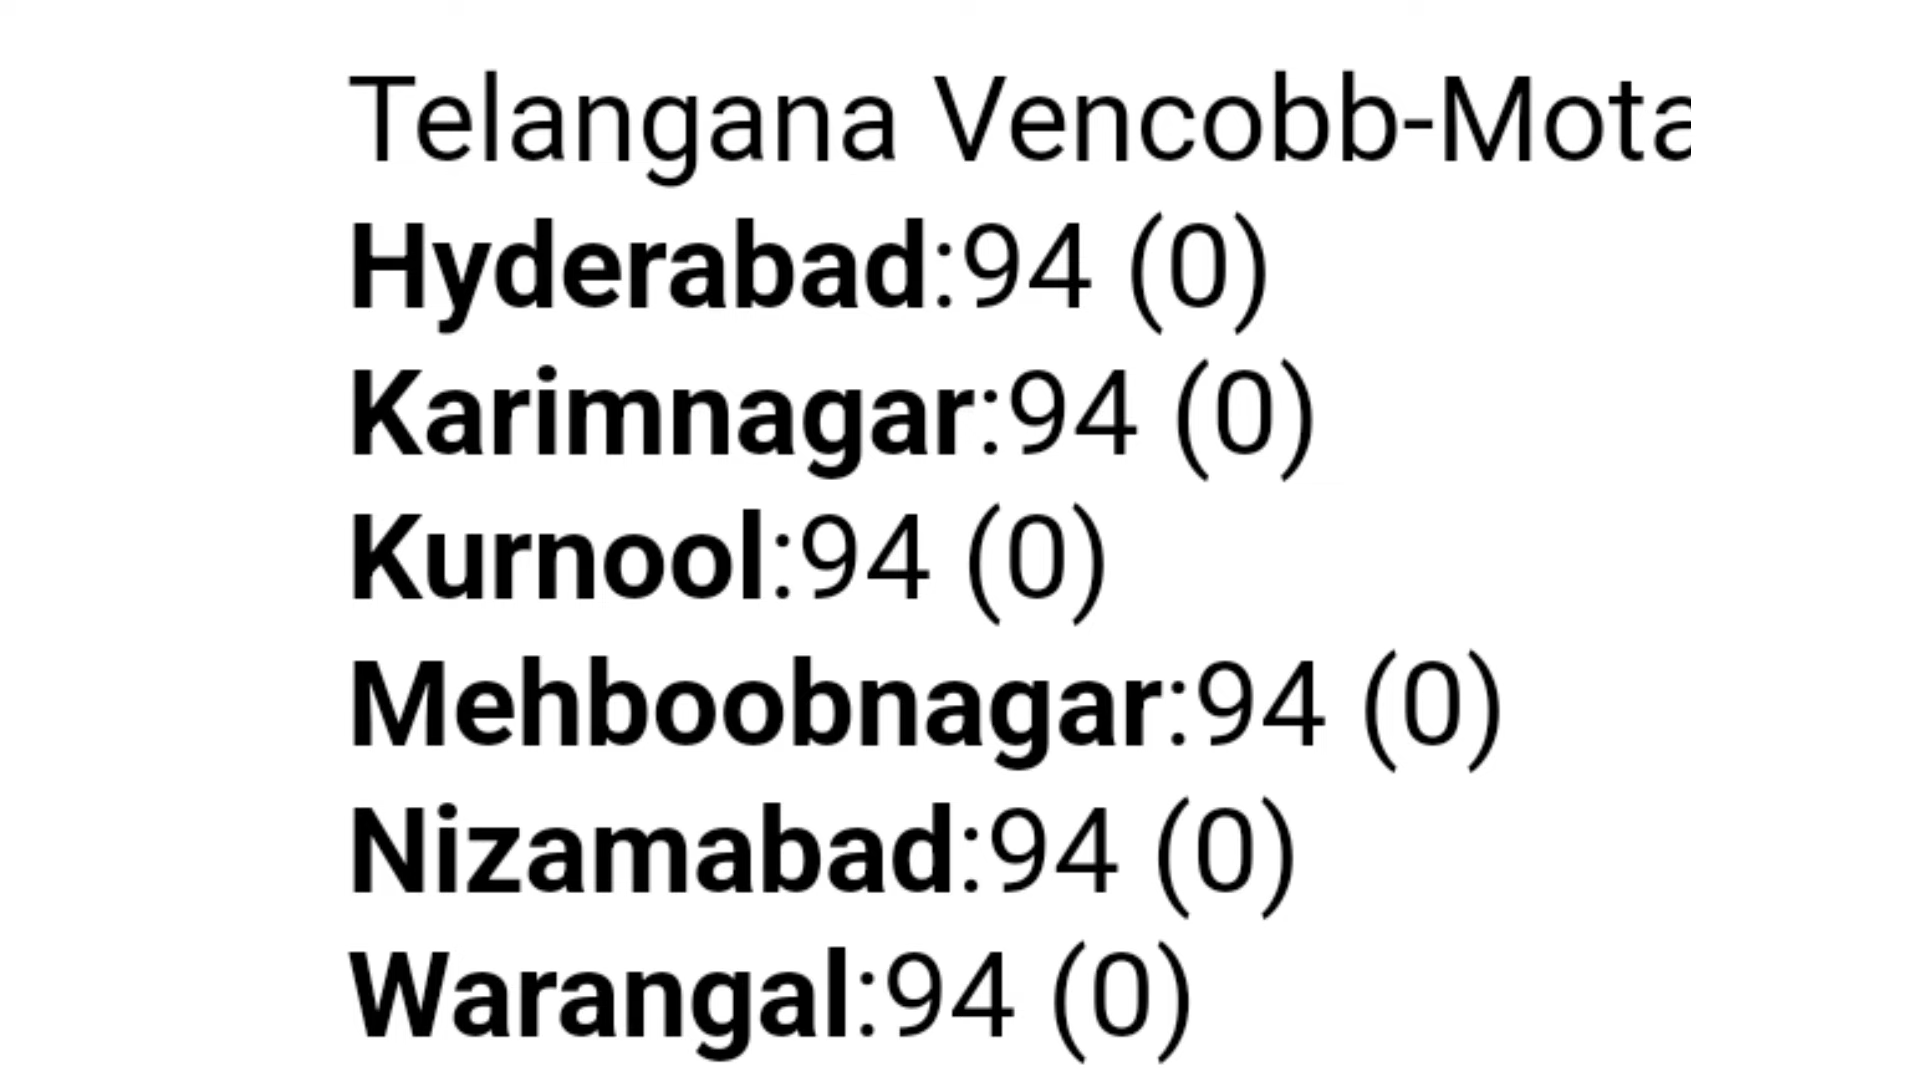 Telangana Vencobb-Mota
Hyderabad:94 (0)
Karimnagar:94 (0)
Kurnool:94 (0)
Mehboobnagar:94 (0)
Nizamabad:94 (0)
Warangal:94 (0)